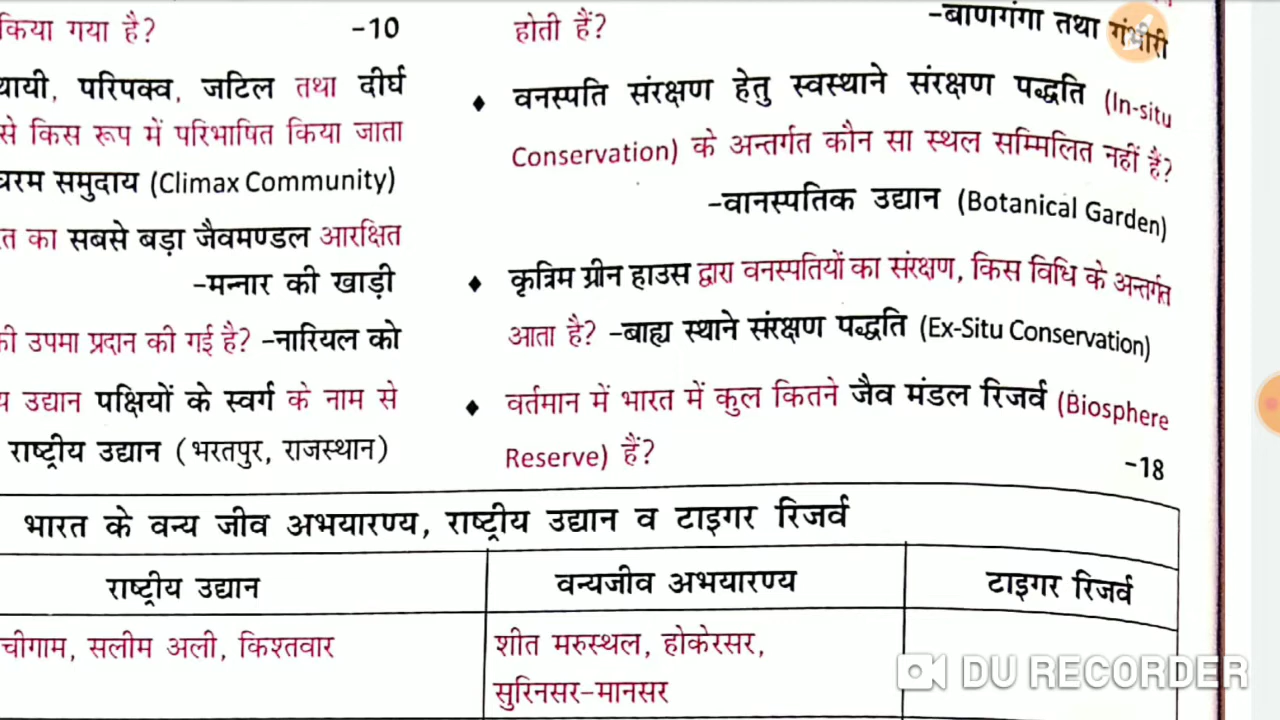 किया गया है? -10
थायी, परिपक्व, जटिल तथा दीर्घ
से किस रूप में परिभाषित किया जाता
चरम समुदाय (Climax Community)
का सबसे बड़ा जैवमण्डल आरक्षित
-मन्नार की खाड़ी
की उपमा प्रदान की गई है? -नारियल को
उद्यान पक्षियों के स्वर्ग के नाम से
राष्ट्रीय उद्यान (भरतपुर, राजस्थान)
होती हैं?
-बाणगंगा तथा गंभीरी
♦ वनस्पति संरक्षण हेतु स्वस्थाने संरक्षण पद्धति (In-situ
Conservation) के अन्तर्गत कौन सा स्थल सम्मिलित नहीं हैं?
-वानस्पतिक उद्यान (Botanical Garden)
♦ कृत्रिम ग्रीन हाउस द्वारा वनस्पतियों का संरक्षण, किस विधि के अन्तर्गत
आता है? -बाह्य स्थाने संरक्षण पद्धति (Ex-Situ Conservation)
♦ वर्तमान में भारत में कुल कितने जैव मंडल रिजर्व (Biosphere
Reserve) हैं?
-18
भारत के वन्य जीव अभयारण्य, राष्ट्रीय उद्यान व टाइगर रिजर्व
राष्ट्रीय उद्यान वन्यजीव अभयारण्य टाइगर रिजर्व
चीगाम, सलीम अली, किश्तवार शीत मरुस्थल, होकेरसर,
सुरिनसर-मानसर
DU RECORDER